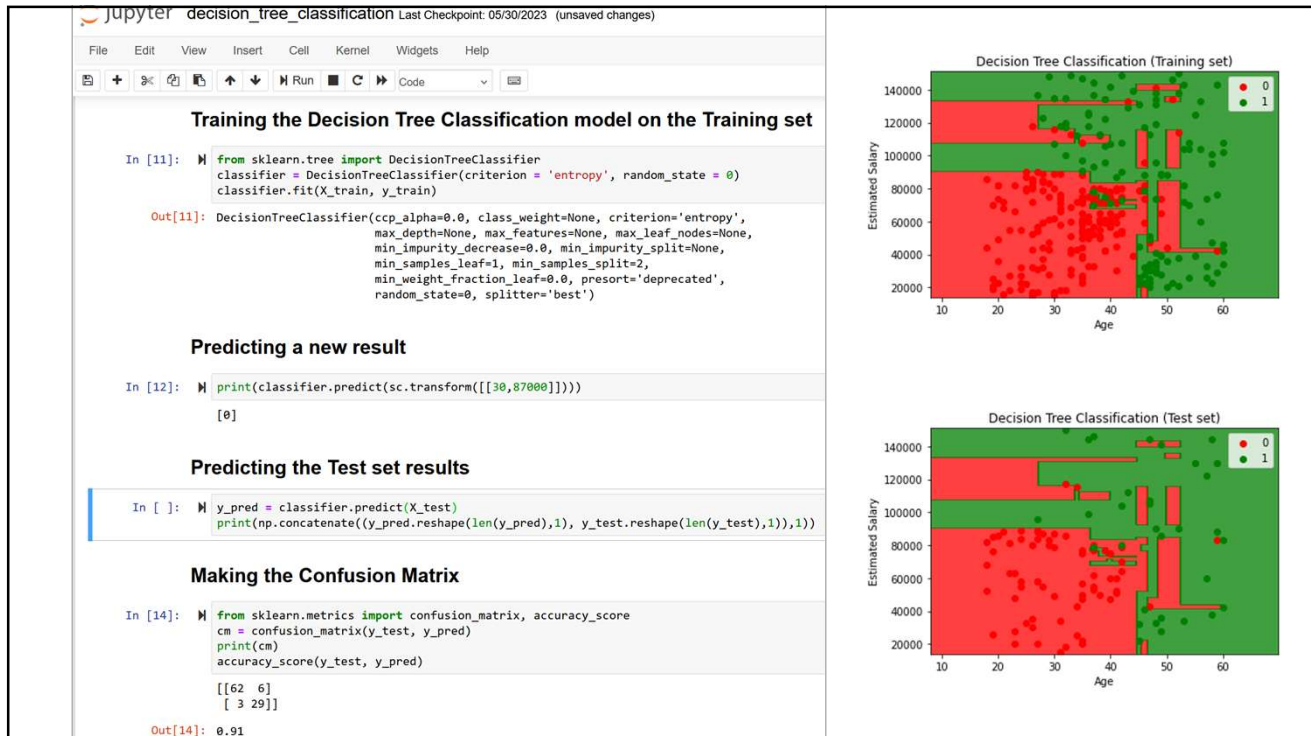 jupyter decision_tree_classification Last Checkpoint: 05/30/2023 (unsaved changes)
File Edit View Insert Cell Kernel Widgets Help
Run Code
Training the Decision Tree Classification model on the Training set
In [11]: from sklearn.tree import DecisionTreeClassifier
classifier = DecisionTreeClassifier(criterion = 'entropy', random_state = 0)
classifier.fit(X_train, y_train)
Out[11]: DecisionTreeClassifier(ccp_alpha=0.0, class_weight=None, criterion='entropy',
max_depth=None, max_features=None, max_leaf_nodes=None,
min_impurity_decrease=0.0, min_impurity_split=None,
min_samples_leaf=1, min_samples_split=2,
min_weight_fraction_leaf=0.0, presort='deprecated',
random_state=0, splitter='best')
Predicting a new result
In [12]: print(classifier.predict(sc.transform([[30,87000]])))
[0]
Predicting the Test set results
In [ ]: y_pred = classifier.predict(X_test)
print(np.concatenate((y_pred.reshape(len(y_pred),1), y_test.reshape(len(y_test),1)),1))
Making the Confusion Matrix
In [14]: from sklearn.metrics import confusion_matrix, accuracy_score
cm = confusion_matrix(y_test, y_pred)
print(cm)
accuracy_score(y_test, y_pred)
[[62 6]
[ 3 29]]
Out[14]: 0.91
Decision Tree Classification (Training set)
0
1
140000
120000
100000
80000
60000
40000
20000
Estimated Salary
10 20 30 40 50 60
Age
Decision Tree Classification (Test set)
0
1
140000
120000
100000
80000
60000
40000
20000
Estimated Salary
10 20 30 40 50 60
Age